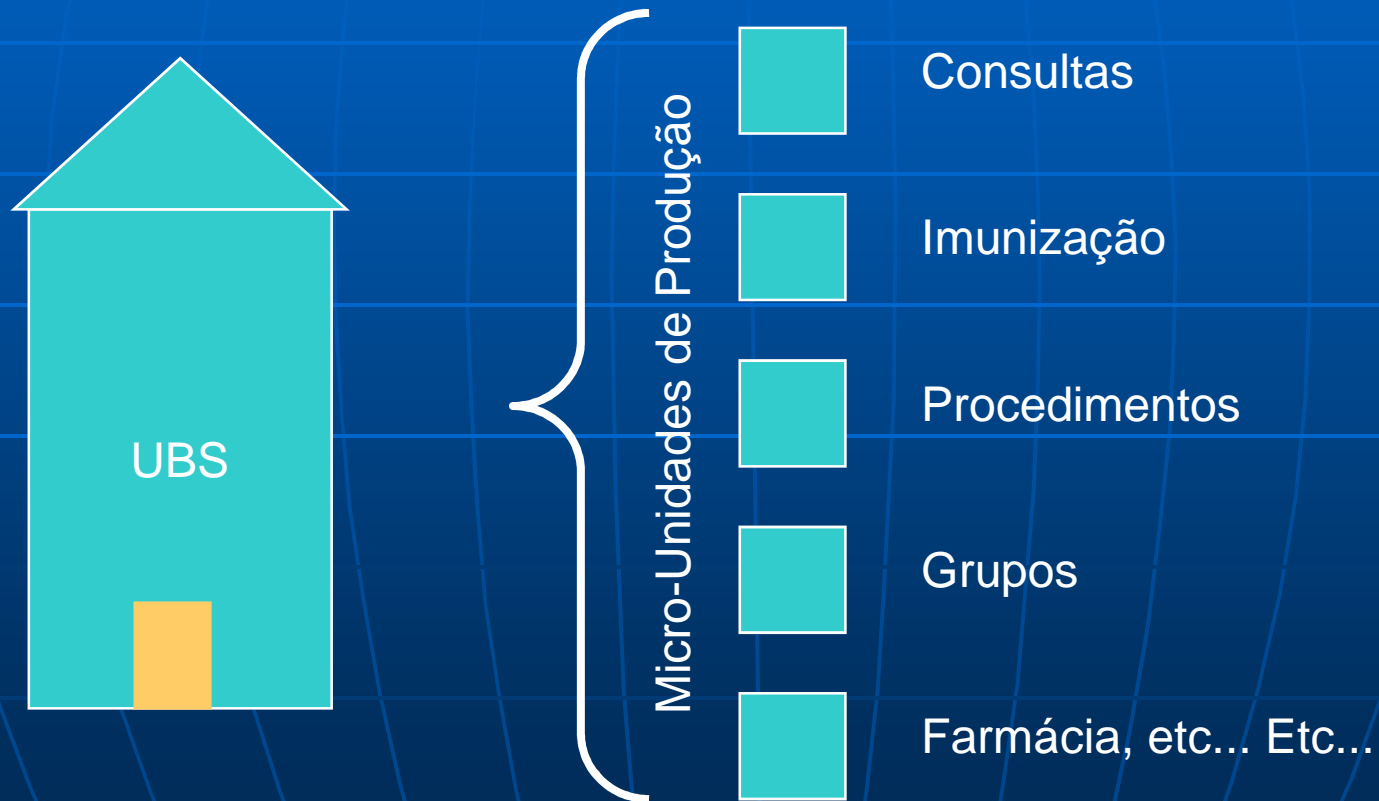 UBS
Micro-Unidades de Produção
Consultas
Imunização
Procedimentos
Grupos
Farmácia, etc... Etc...